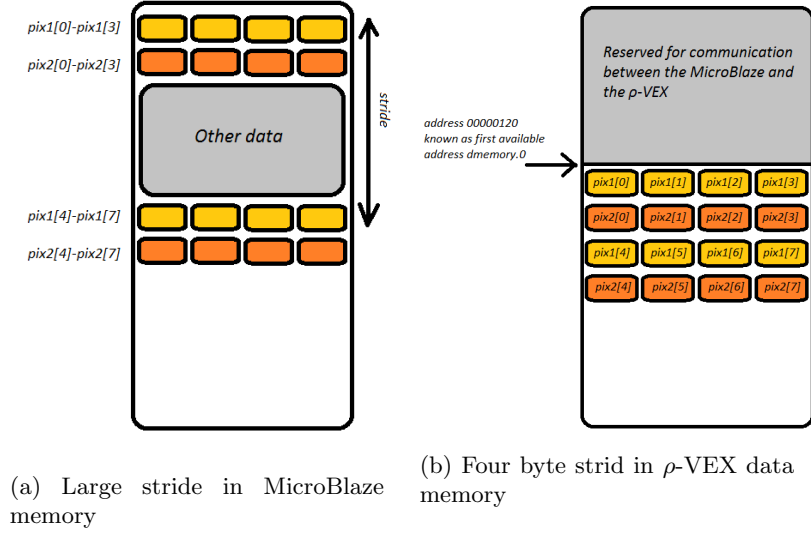 pix1[0]-pix1[3]
pix2[0]-pix2[3]
Other data
stride
pix1[4]-pix1[7]
pix2[4]-pix2[7]
(a) Large stride in MicroBlaze
memory
Reserved for communication
between the MicroBlaze and
the ρ-VEX
address 00000120
known as first available
address dmemory.0
pix1[0] pix1[1] pix1[2] pix1[3]
pix2[0] pix2[1] pix2[2] pix2[3]
pix1[4] pix1[5] pix1[6] pix1[7]
pix2[4] pix2[5] pix2[6] pix2[7]
(b) Four byte strid in ρ-VEX data
memory